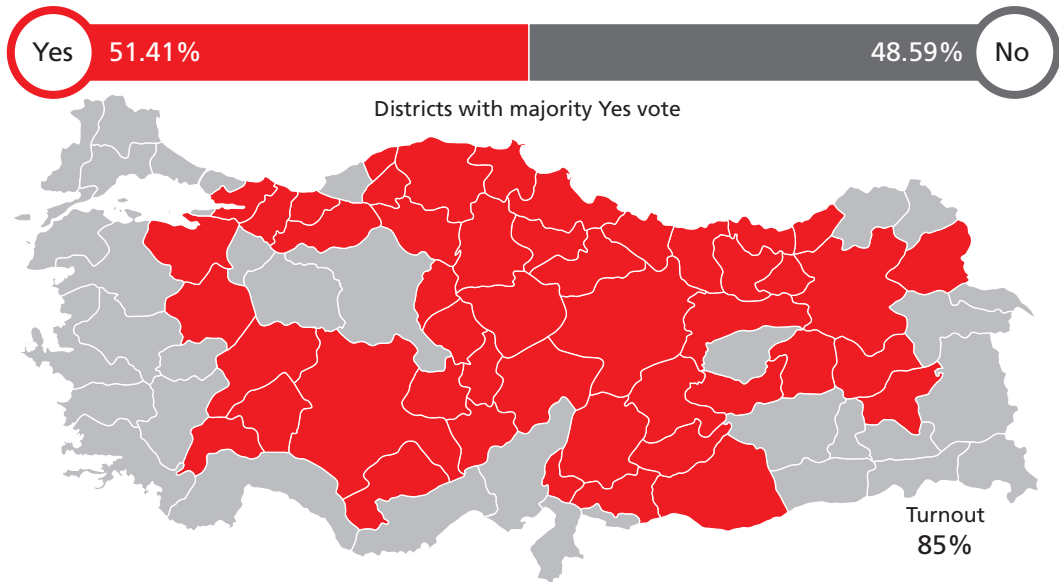 Yes 51.41% 48.59% No
Districts with majority Yes vote
Turnout
85%